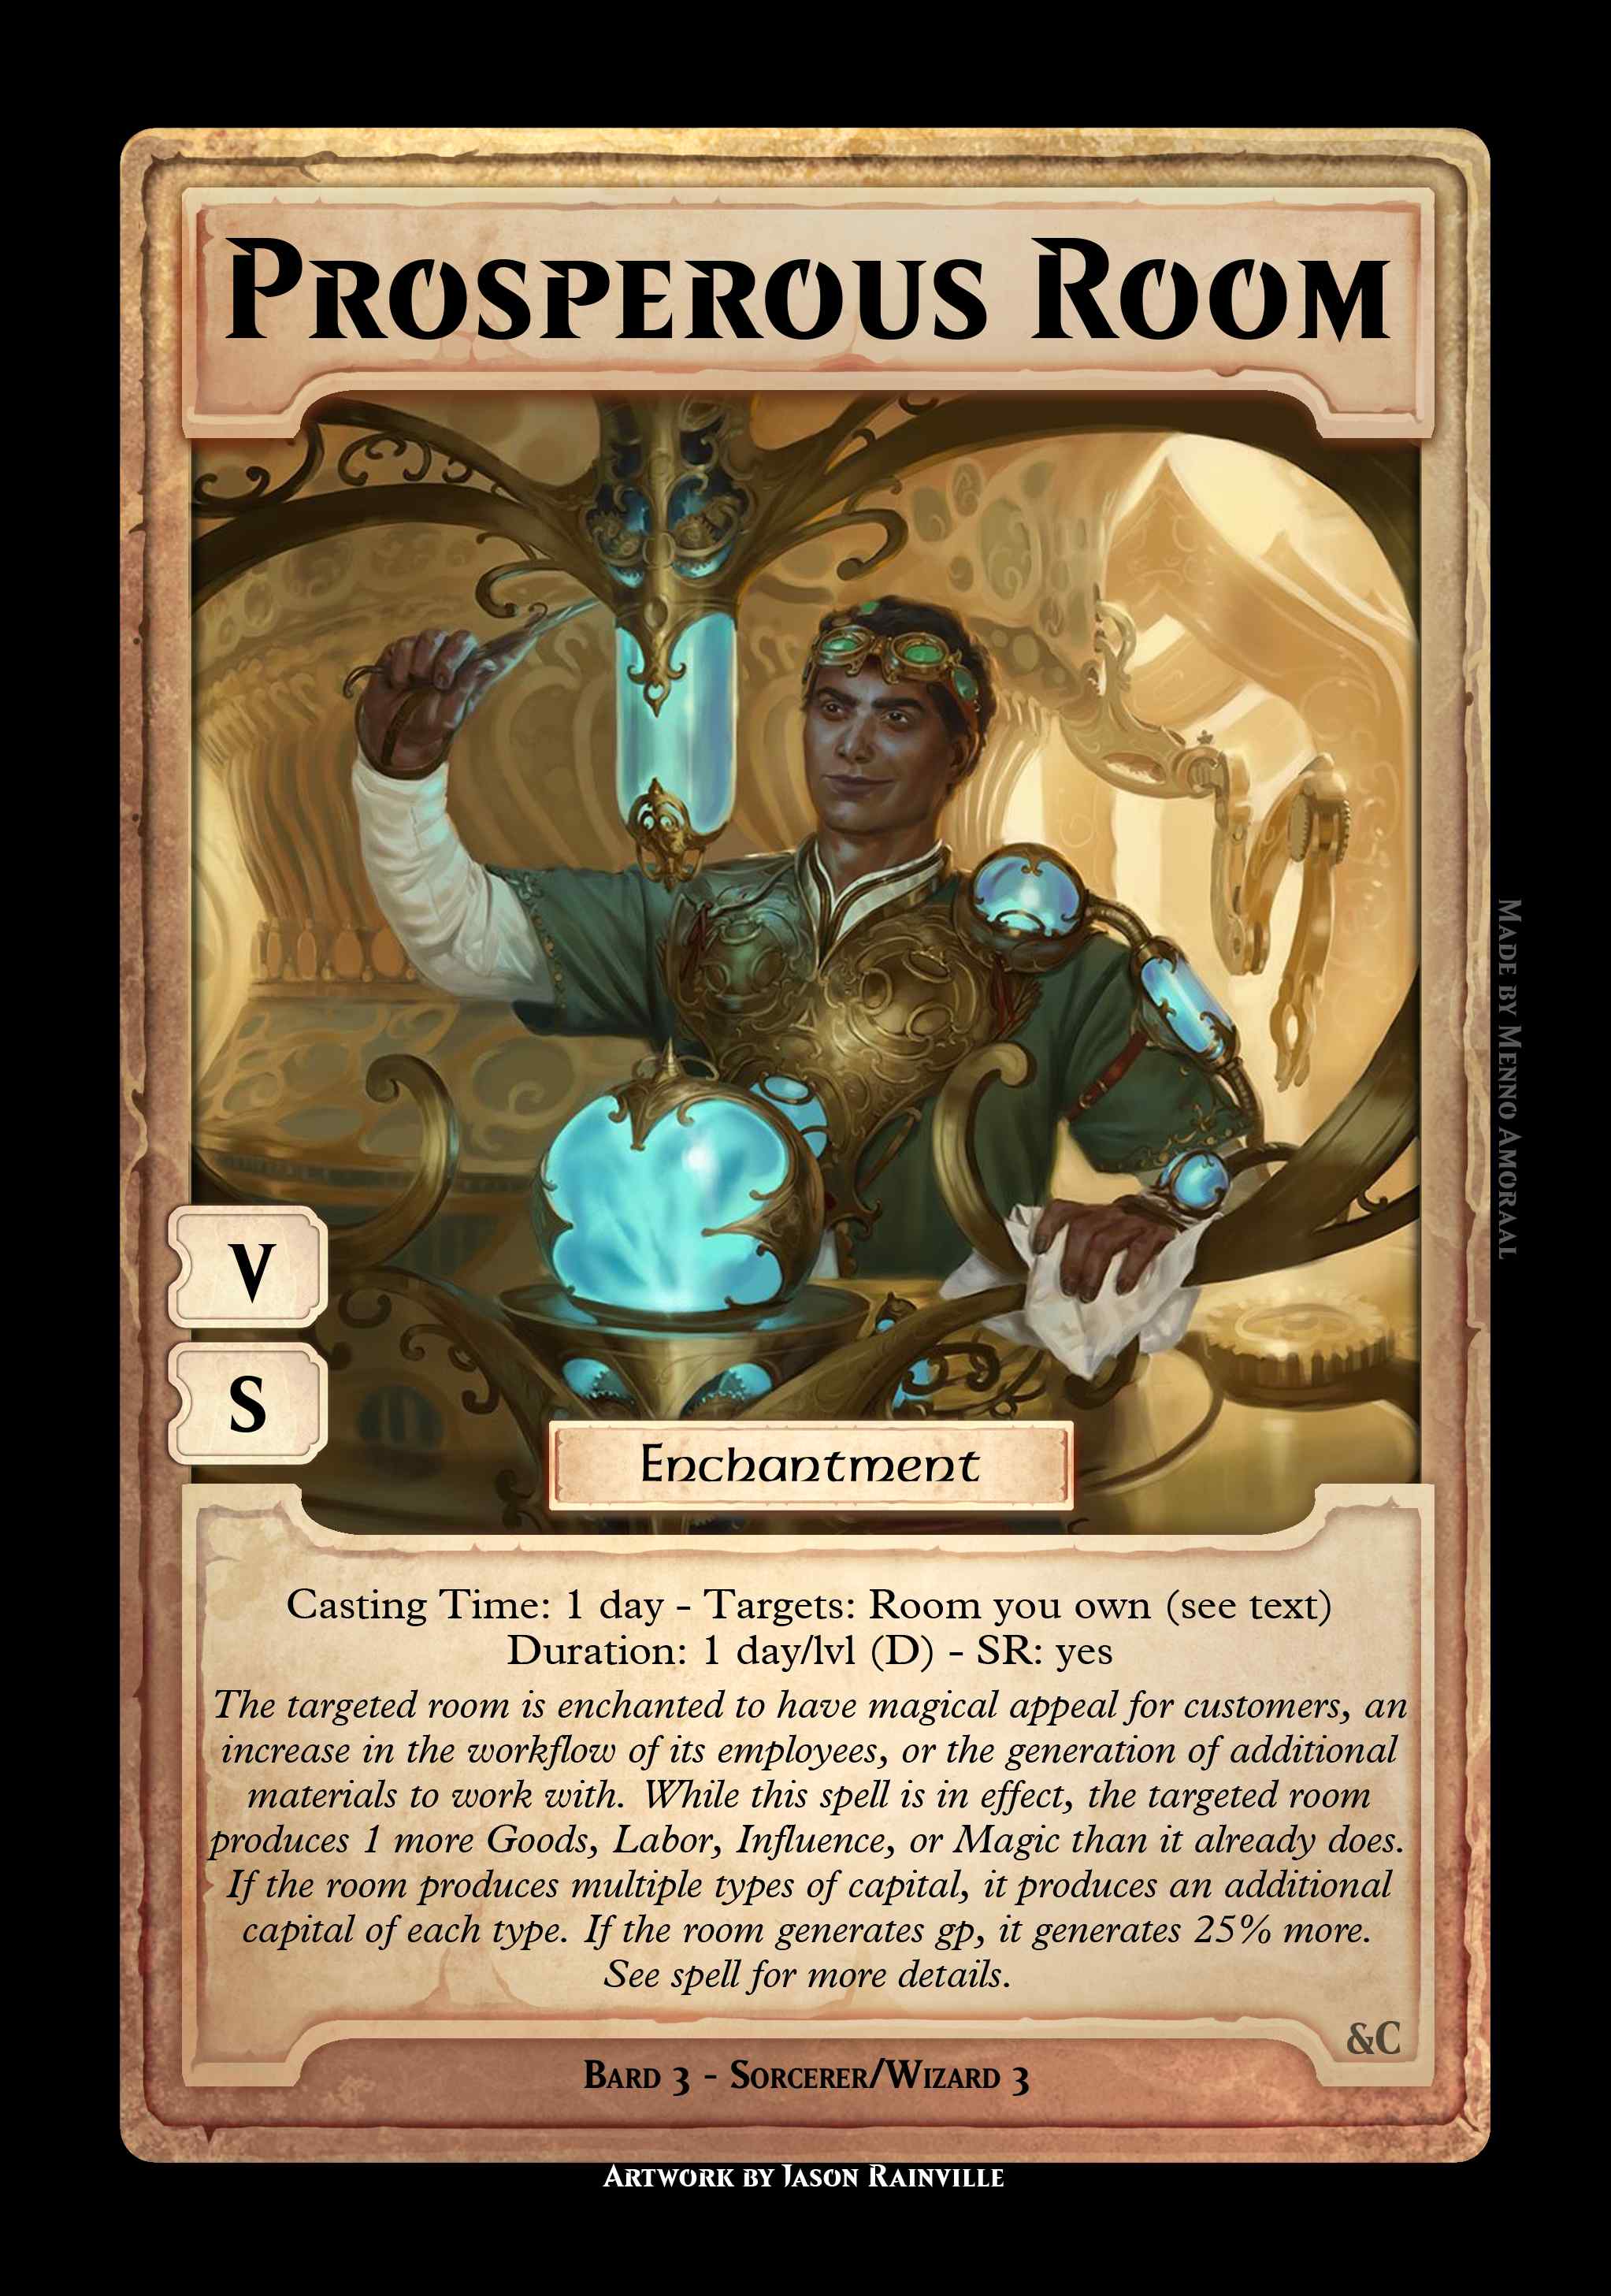 Prosperous Room
Made by Menno Amoraal
V
S
Enchantment
Casting Time: 1 day - Targets: Room you own (see text)
Duration: 1 day/lvl (D) - SR: yes
The targeted room is enchanted to have magical appeal for customers, an
increase in the workflow of its employees, or the generation of additional
materials to work with. While this spell is in effect, the targeted room
produces 1 more Goods, Labor, Influence, or Magic than it already does.
If the room produces multiple types of capital, it produces an additional
capital of each type. If the room generates gp, it generates 25% more.
See spell for more details.
&C
Bard 3 - Sorcerer/Wizard 3
Artwork by Jason Rainville